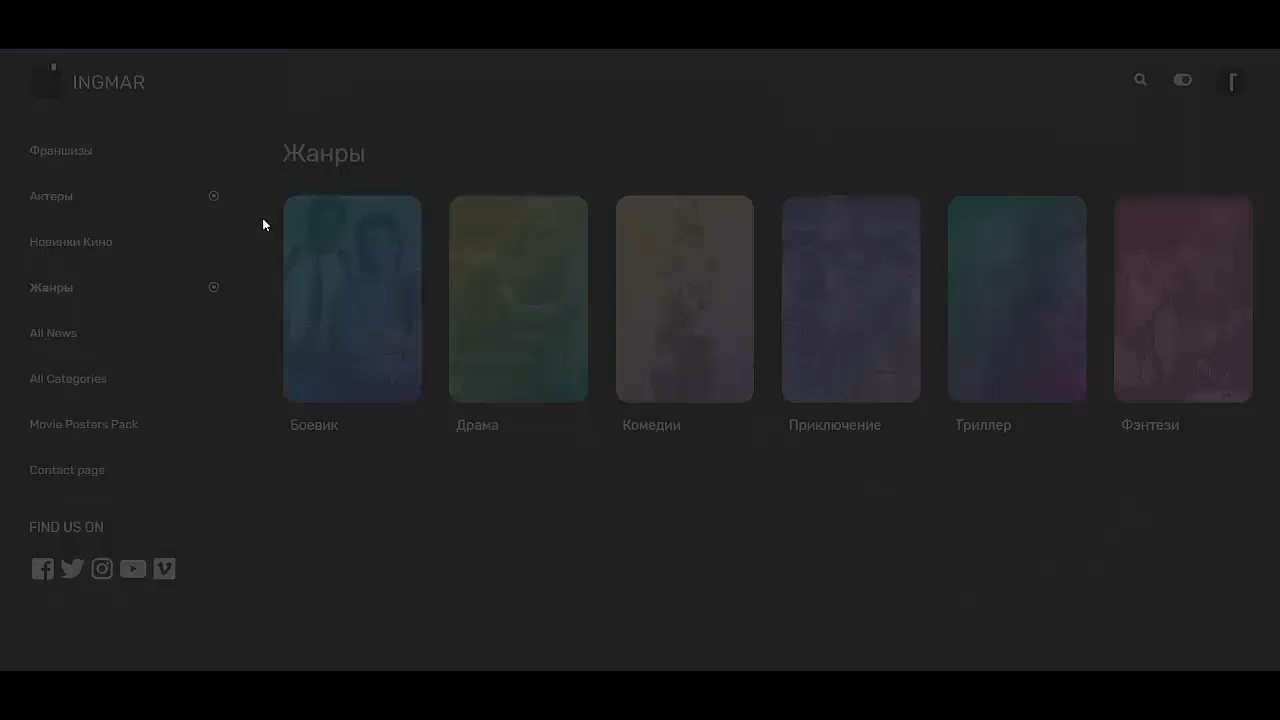 INGMAR
Франшизы
Актеры
Новинки Кино
Жанры
All News
All Categories
Movie Posters Pack
Contact page
FIND US ON
Жанры
Боевик
Драма
Комедии
Приключение
Триллер
Фэнтези